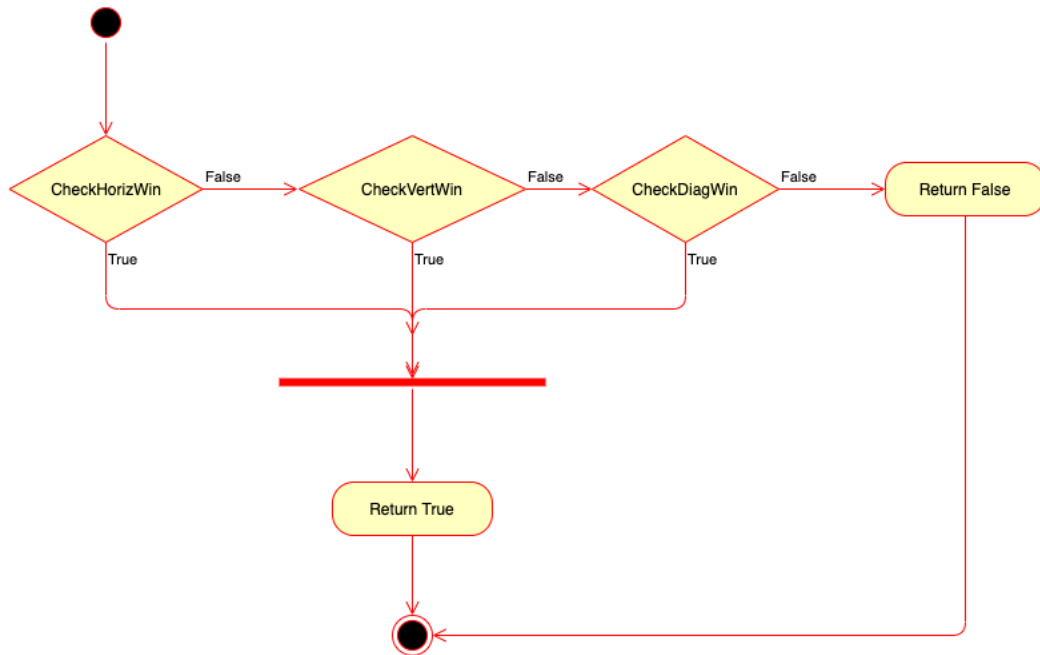 CheckHorizWin
False
CheckVertWin
False
CheckDiagWin
False
Return False
True
True
True
Return True